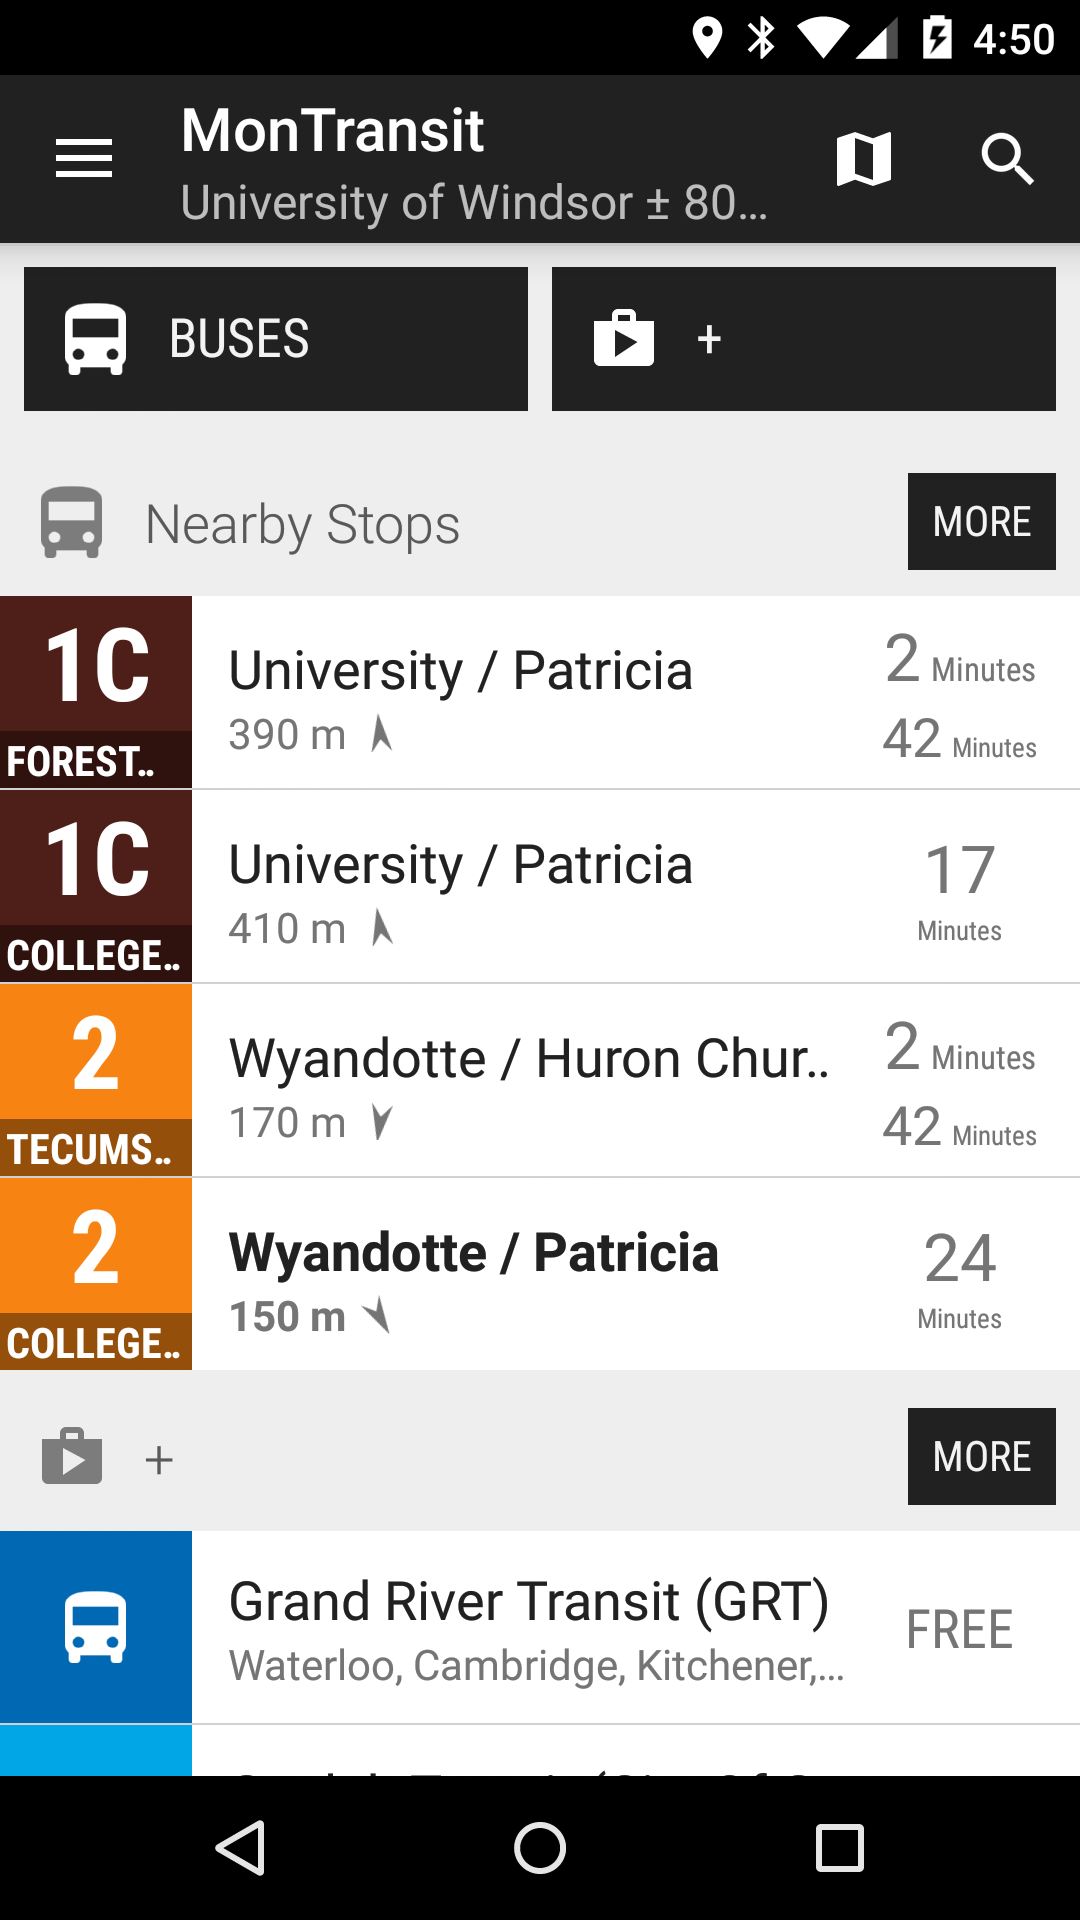 4:50
MonTransit
University of Windsor ± 80...
BUSES
+
Nearby Stops
MORE
1C
FOREST..
University / Patricia
390 m
2 Minutes
42 Minutes
1C
COLLEGE..
University / Patricia
410 m
17
Minutes
2
TECUMS..
Wyandotte / Huron Chur..
170 m
2 Minutes
42 Minutes
2
COLLEGE..
Wyandotte / Patricia
150 m
24
Minutes
+
MORE
Grand River Transit (GRT)
Waterloo, Cambridge, Kitchener,...
FREE